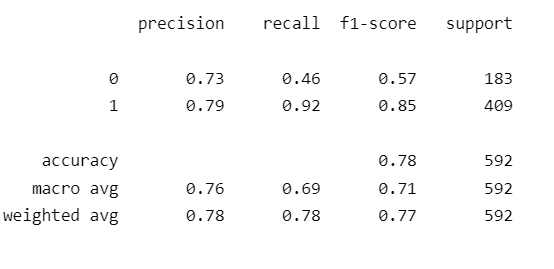 precision recall f1-score support
0 0.73 0.46 0.57 183
1 0.79 0.92 0.85 409
accuracy 0.78 592
macro avg 0.76 0.69 0.71 592
weighted avg 0.78 0.78 0.77 592